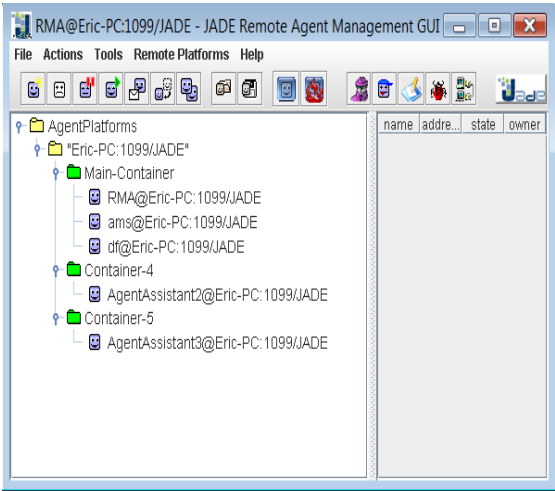 RMA@Eric-PC:1099/JADE - JADE Remote Agent Management GUI
File Actions Tools Remote Platforms Help
Jade
AgentPlatforms
"Eric-PC:1099/JADE"
Main-Container
RMA@Eric-PC:1099/JADE
ams@Eric-PC:1099/JADE
df@Eric-PC:1099/JADE
Container-4
AgentAssistant2@Eric-PC:1099/JADE
Container-5
AgentAssistant3@Eric-PC:1099/JADE
name addre... state owner